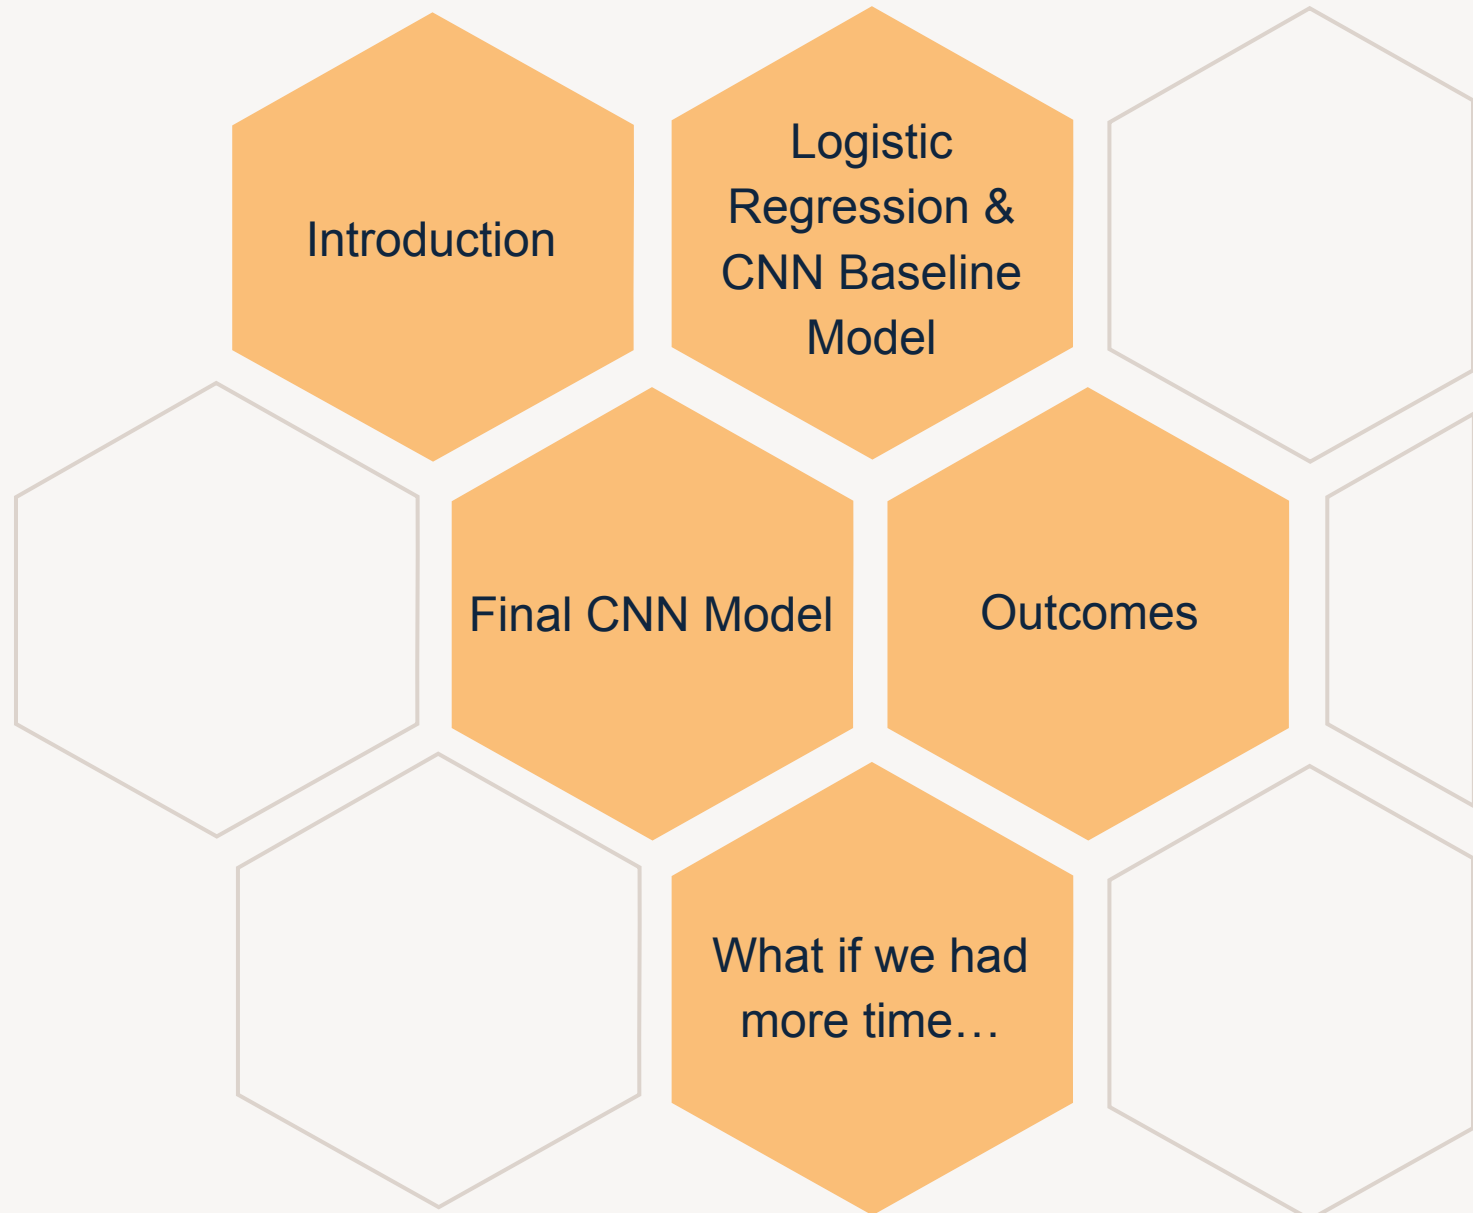 Introduction
Logistic
Regression &
CNN Baseline
Model
Final CNN Model
Outcomes
What if we had
more time…